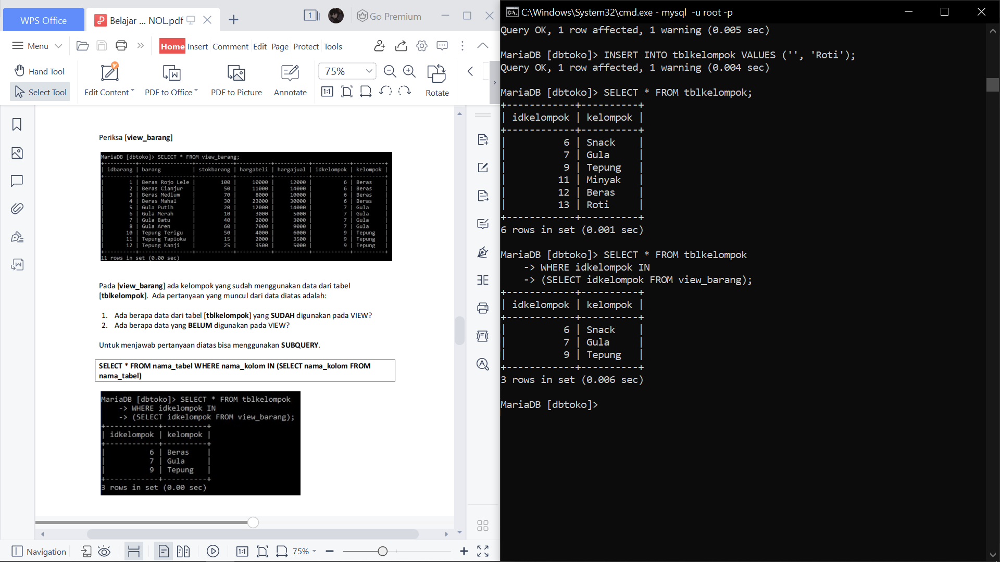 WPS Office
Belajar ... NOL.pdf
1
Go Premium
Menu
Home Insert Comment Edit Page Protect Tools
Hand Tool
Select Tool
Edit Content
PDF to Office
PDF to Picture
Annotate
75%
1:1
Rotate
Periksa [view_barang]
MariaDB [dbtoko]> SELECT * FROM view_barang;
+----------+------------------+------------+-----------+-----------+------------+----------+
| idbarang | barang | stokbarang | hargabeli | hargajual | idkelompok | kelompok |
+----------+------------------+------------+-----------+-----------+------------+----------+
| 1 | Beras Rojo Lele | 100 | 10000 | 12000 | 6 | Beras |
| 2 | Beras Cianjur | 50 | 11000 | 14000 | 6 | Beras |
| 3 | Beras Medium | 70 | 8000 | 10000 | 6 | Beras |
| 4 | Beras Mahal | 30 | 23000 | 30000 | 6 | Beras |
| 5 | Gula Putih | 20 | 12000 | 14000 | 7 | Gula |
| 6 | Gula Merah | 10 | 3000 | 5000 | 7 | Gula |
| 7 | Gula Batu | 40 | 2000 | 3000 | 7 | Gula |
| 8 | Gula Aren | 60 | 7000 | 9000 | 7 | Gula |
| 10 | Tepung Terigu | 50 | 4000 | 6000 | 9 | Tepung |
| 11 | Tepung Tapioka | 15 | 2000 | 3500 | 9 | Tepung |
| 12 | Tepung Kanji | 25 | 3500 | 5000 | 9 | Tepung |
+----------+------------------+------------+-----------+-----------+------------+----------+
11 rows in set (0.00 sec)
Pada [view_barang] ada kelompok yang sudah menggunakan data dari tabel
[tblkelompok]. Ada pertanyaan yang muncul dari data diatas adalah:
1. Ada berapa data dari tabel [tblkelompok] yang SUDAH digunakan pada VIEW?
2. Ada berapa data yang BELUM digunakan pada VIEW?
Untuk menjawab pertanyaan diatas bisa menggunakan SUBQUERY.
SELECT * FROM nama_tabel WHERE nama_kolom IN (SELECT nama_kolom FROM
nama_tabel)
MariaDB [dbtoko]> SELECT * FROM tblkelompok
-> WHERE idkelompok IN
-> (SELECT idkelompok FROM view_barang);
+------------+----------+
| idkelompok | kelompok |
+------------+----------+
| 6 | Beras |
| 7 | Gula |
| 9 | Tepung |
+------------+----------+
3 rows in set (0.00 sec)
Navigation
1:1
75%
C:\Windows\System32\cmd.exe - mysql -u root -p
Query OK, 1 row affected, 1 warning (0.005 sec)
MariaDB [dbtoko]> INSERT INTO tblkelompok VALUES ('', 'Roti');
Query OK, 1 row affected, 1 warning (0.004 sec)
MariaDB [dbtoko]> SELECT * FROM tblkelompok;
+------------+----------+
| idkelompok | kelompok |
+------------+----------+
| 6 | Snack |
| 7 | Gula |
| 9 | Tepung |
| 11 | Minyak |
| 12 | Beras |
| 13 | Roti |
+------------+----------+
6 rows in set (0.001 sec)
MariaDB [dbtoko]> SELECT * FROM tblkelompok
-> WHERE idkelompok IN
-> (SELECT idkelompok FROM view_barang);
+------------+----------+
| idkelompok | kelompok |
+------------+----------+
| 6 | Snack |
| 7 | Gula |
| 9 | Tepung |
+------------+----------+
3 rows in set (0.006 sec)
MariaDB [dbtoko]>